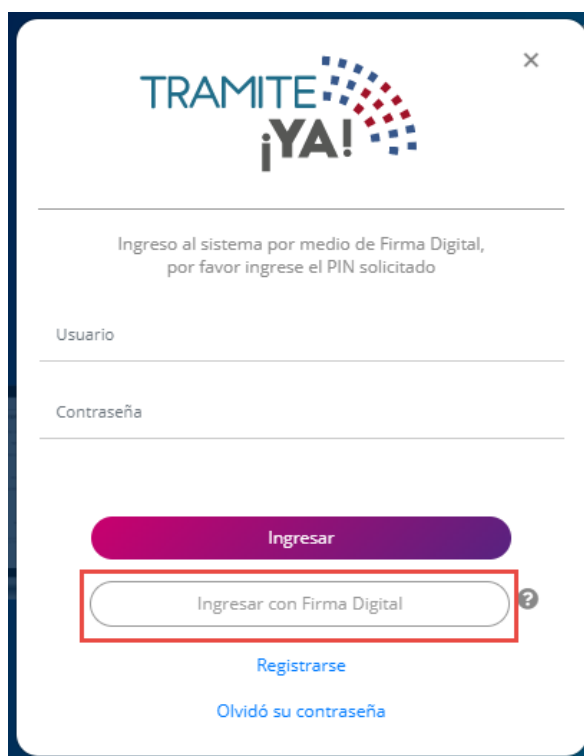 TRAMITE
¡YA!
Ingreso al sistema por medio de Firma Digital,
por favor ingrese el PIN solicitado
Usuario
Contraseña
Ingresar
Ingresar con Firma Digital
Registrarse
Olvidó su contraseña